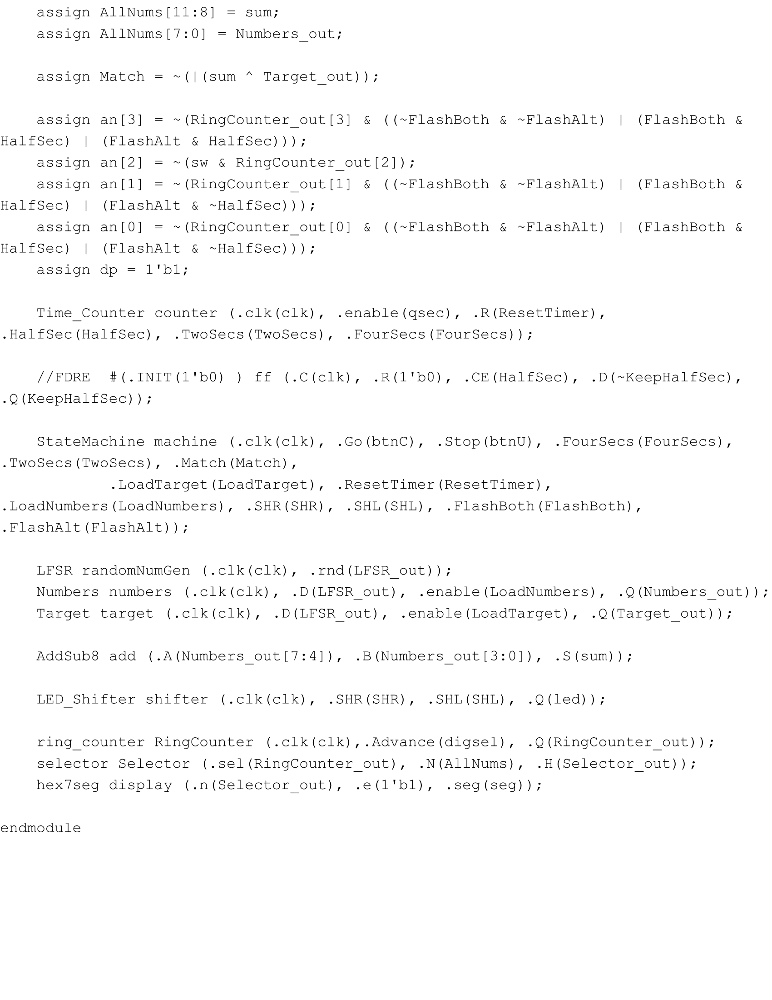 assign AllNums[11:8] = sum;
assign AllNums[7:0] = Numbers_out;
assign Match = ~(|(sum ^ Target_out));
assign an[3] = ~(RingCounter_out[3] & ((~FlashBoth & ~FlashAlt) | (FlashBoth &
HalfSec) | (FlashAlt & HalfSec)));
assign an[2] = ~(sw & RingCounter_out[2]);
assign an[1] = ~(RingCounter_out[1] & ((~FlashBoth & ~FlashAlt) | (FlashBoth &
HalfSec) | (FlashAlt & ~HalfSec)));
assign an[0] = ~(RingCounter_out[0] & ((~FlashBoth & ~FlashAlt) | (FlashBoth &
HalfSec) | (FlashAlt & ~HalfSec)));
assign dp = 1'b1;
Time_Counter counter (.clk(clk), .enable(qsec), .R(ResetTimer),
.HalfSec(HalfSec), .TwoSecs(TwoSecs), .FourSecs(FourSecs));
//FDRE  #(.INIT(1'b0) ) ff (.C(clk), .R(1'b0), .CE(HalfSec), .D(~KeepHalfSec),
.Q(KeepHalfSec));
StateMachine machine (.clk(clk), .Go(btnC), .Stop(btnU), .FourSecs(FourSecs),
.TwoSecs(TwoSecs), .Match(Match),
.LoadTarget(LoadTarget), .ResetTimer(ResetTimer),
.LoadNumbers(LoadNumbers), .SHR(SHR), .SHL(SHL), .FlashBoth(FlashBoth),
.FlashAlt(FlashAlt));
LFSR randomNumGen (.clk(clk), .rnd(LFSR_out));
Numbers numbers (.clk(clk), .D(LFSR_out), .enable(LoadNumbers), .Q(Numbers_out));
Target target (.clk(clk), .D(LFSR_out), .enable(LoadTarget), .Q(Target_out));
AddSub8 add (.A(Numbers_out[7:4]), .B(Numbers_out[3:0]), .S(sum));
LED_Shifter shifter (.clk(clk), .SHR(SHR), .SHL(SHL), .Q(led));
ring_counter RingCounter (.clk(clk),.Advance(digsel), .Q(RingCounter_out));
selector Selector (.sel(RingCounter_out), .N(AllNums), .H(Selector_out));
hex7seg display (.n(Selector_out), .e(1'b1), .seg(seg));
endmodule